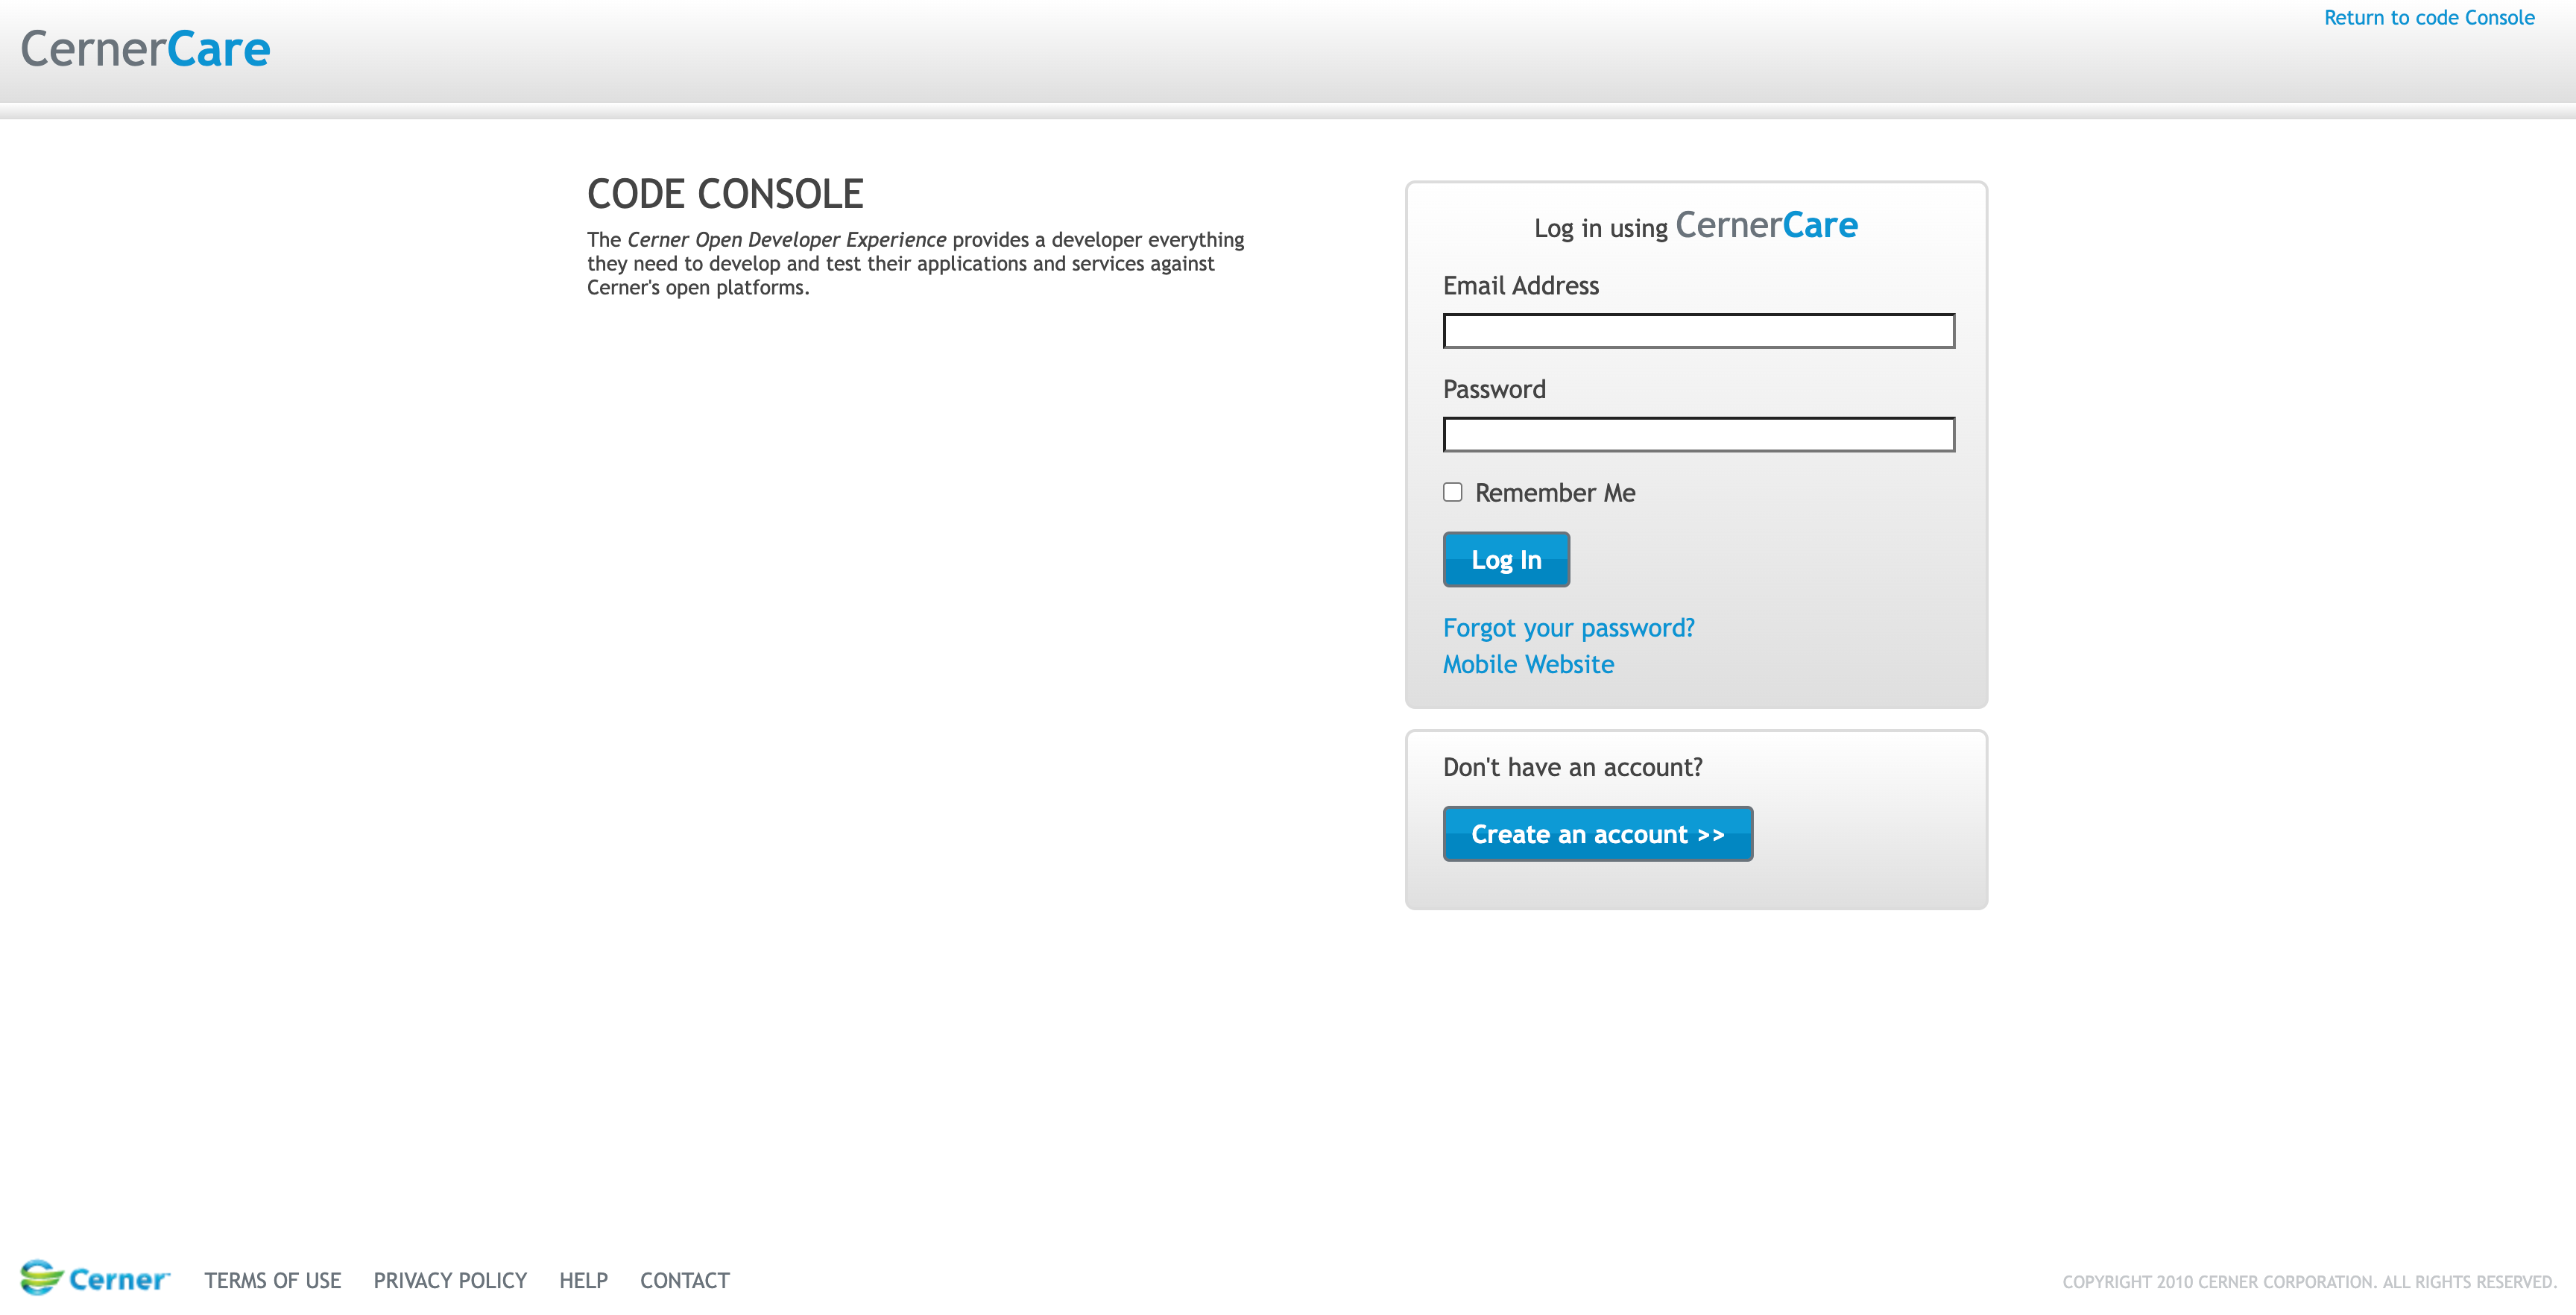 Return to code Console
CernerCare
CODE CONSOLE
The Cerner Open Developer Experience provides a developer everything
they need to develop and test their applications and services against
Cerner's open platforms.
Log in using CernerCare
Email Address
Password
Remember Me
Log In
Forgot your password?
Mobile Website
Don't have an account?
Create an account >>
Cerner™ TERMS OF USE PRIVACY POLICY HELP CONTACT
COPYRIGHT 2010 CERNER CORPORATION. ALL RIGHTS RESERVED.